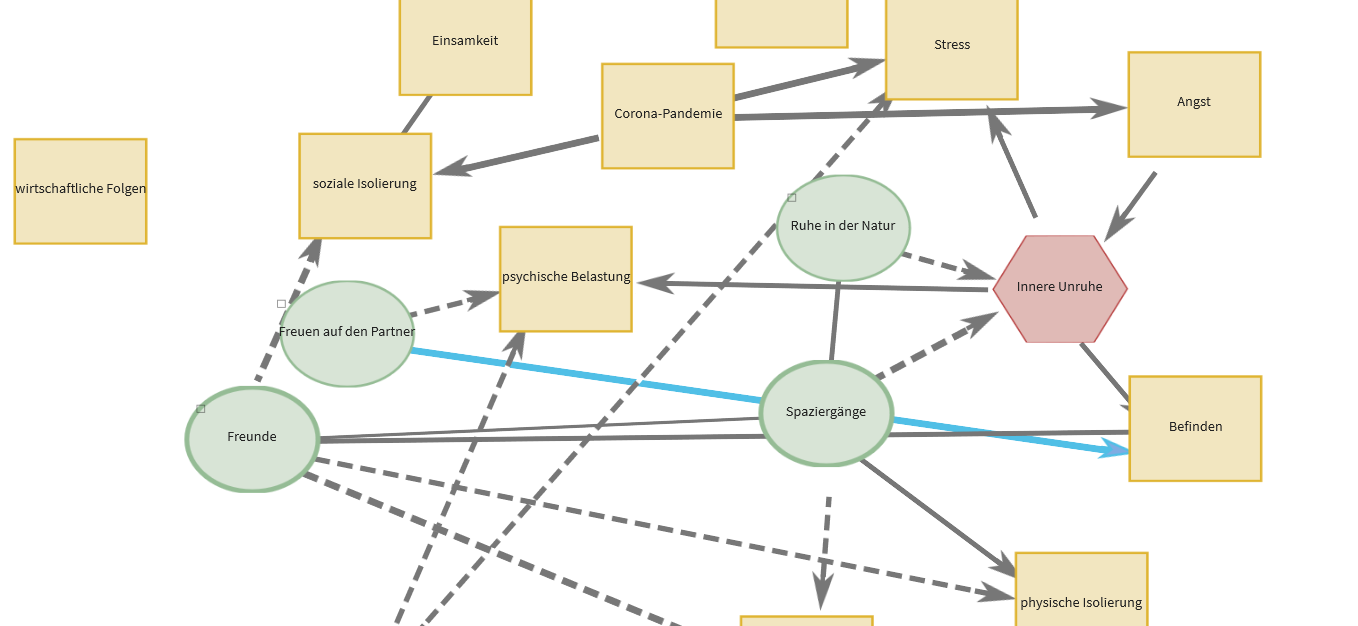 Einsamkeit
Stress
Angst
Corona-Pandemie
soziale Isolierung
wirtschaftliche Folgen
Ruhe in der Natur
psychische Belastung
Innere Unruhe
Freuen auf den Partner
Spaziergänge
Befinden
Freunde
physische Isolierung